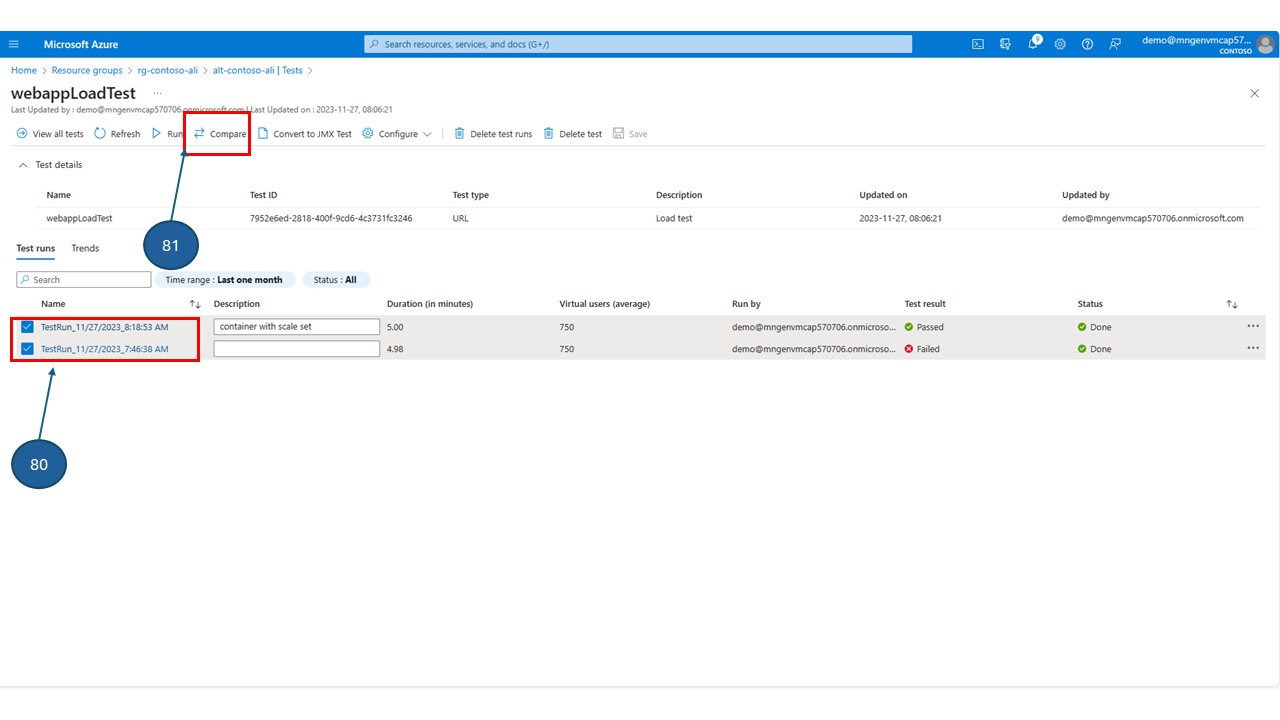 Microsoft Azure
Search resources, services, and docs (G+/)
9
demo@mngenvmcap57...
CONTOSO
Home > Resource groups > rg-contoso-ali > alt-contoso-ali | Tests >
webappLoadTest ...
Last Updated by : demo@mngenvmcap570706.onmicrosoft.com | Last Updated on : 2023-11-27, 08:06:21
View all tests Refresh Run Compare Convert to JMX Test Configure Delete test runs Delete test Save
Test details
Name Test ID Test type Description Updated on Updated by
webappLoadTest 7952e6ed-2818-400f-9cd6-4c3731fc3246 URL Load test 2023-11-27, 08:06:21 demo@mngenvmcap570706.onmicrosoft.com
81
Test runs Trends
Search Time range : Last one month Status : All
Name Description Duration (in minutes) Virtual users (average) Run by Test result Status
TestRun_11/27/2023_8:18:53 AM container with scale set 5.00 750 demo@mngenvmcap570706.onmicroso... Passed Done
TestRun_11/27/2023_7:46:38 AM 4.98 750 demo@mngenvmcap570706.onmicroso... Failed Done
80